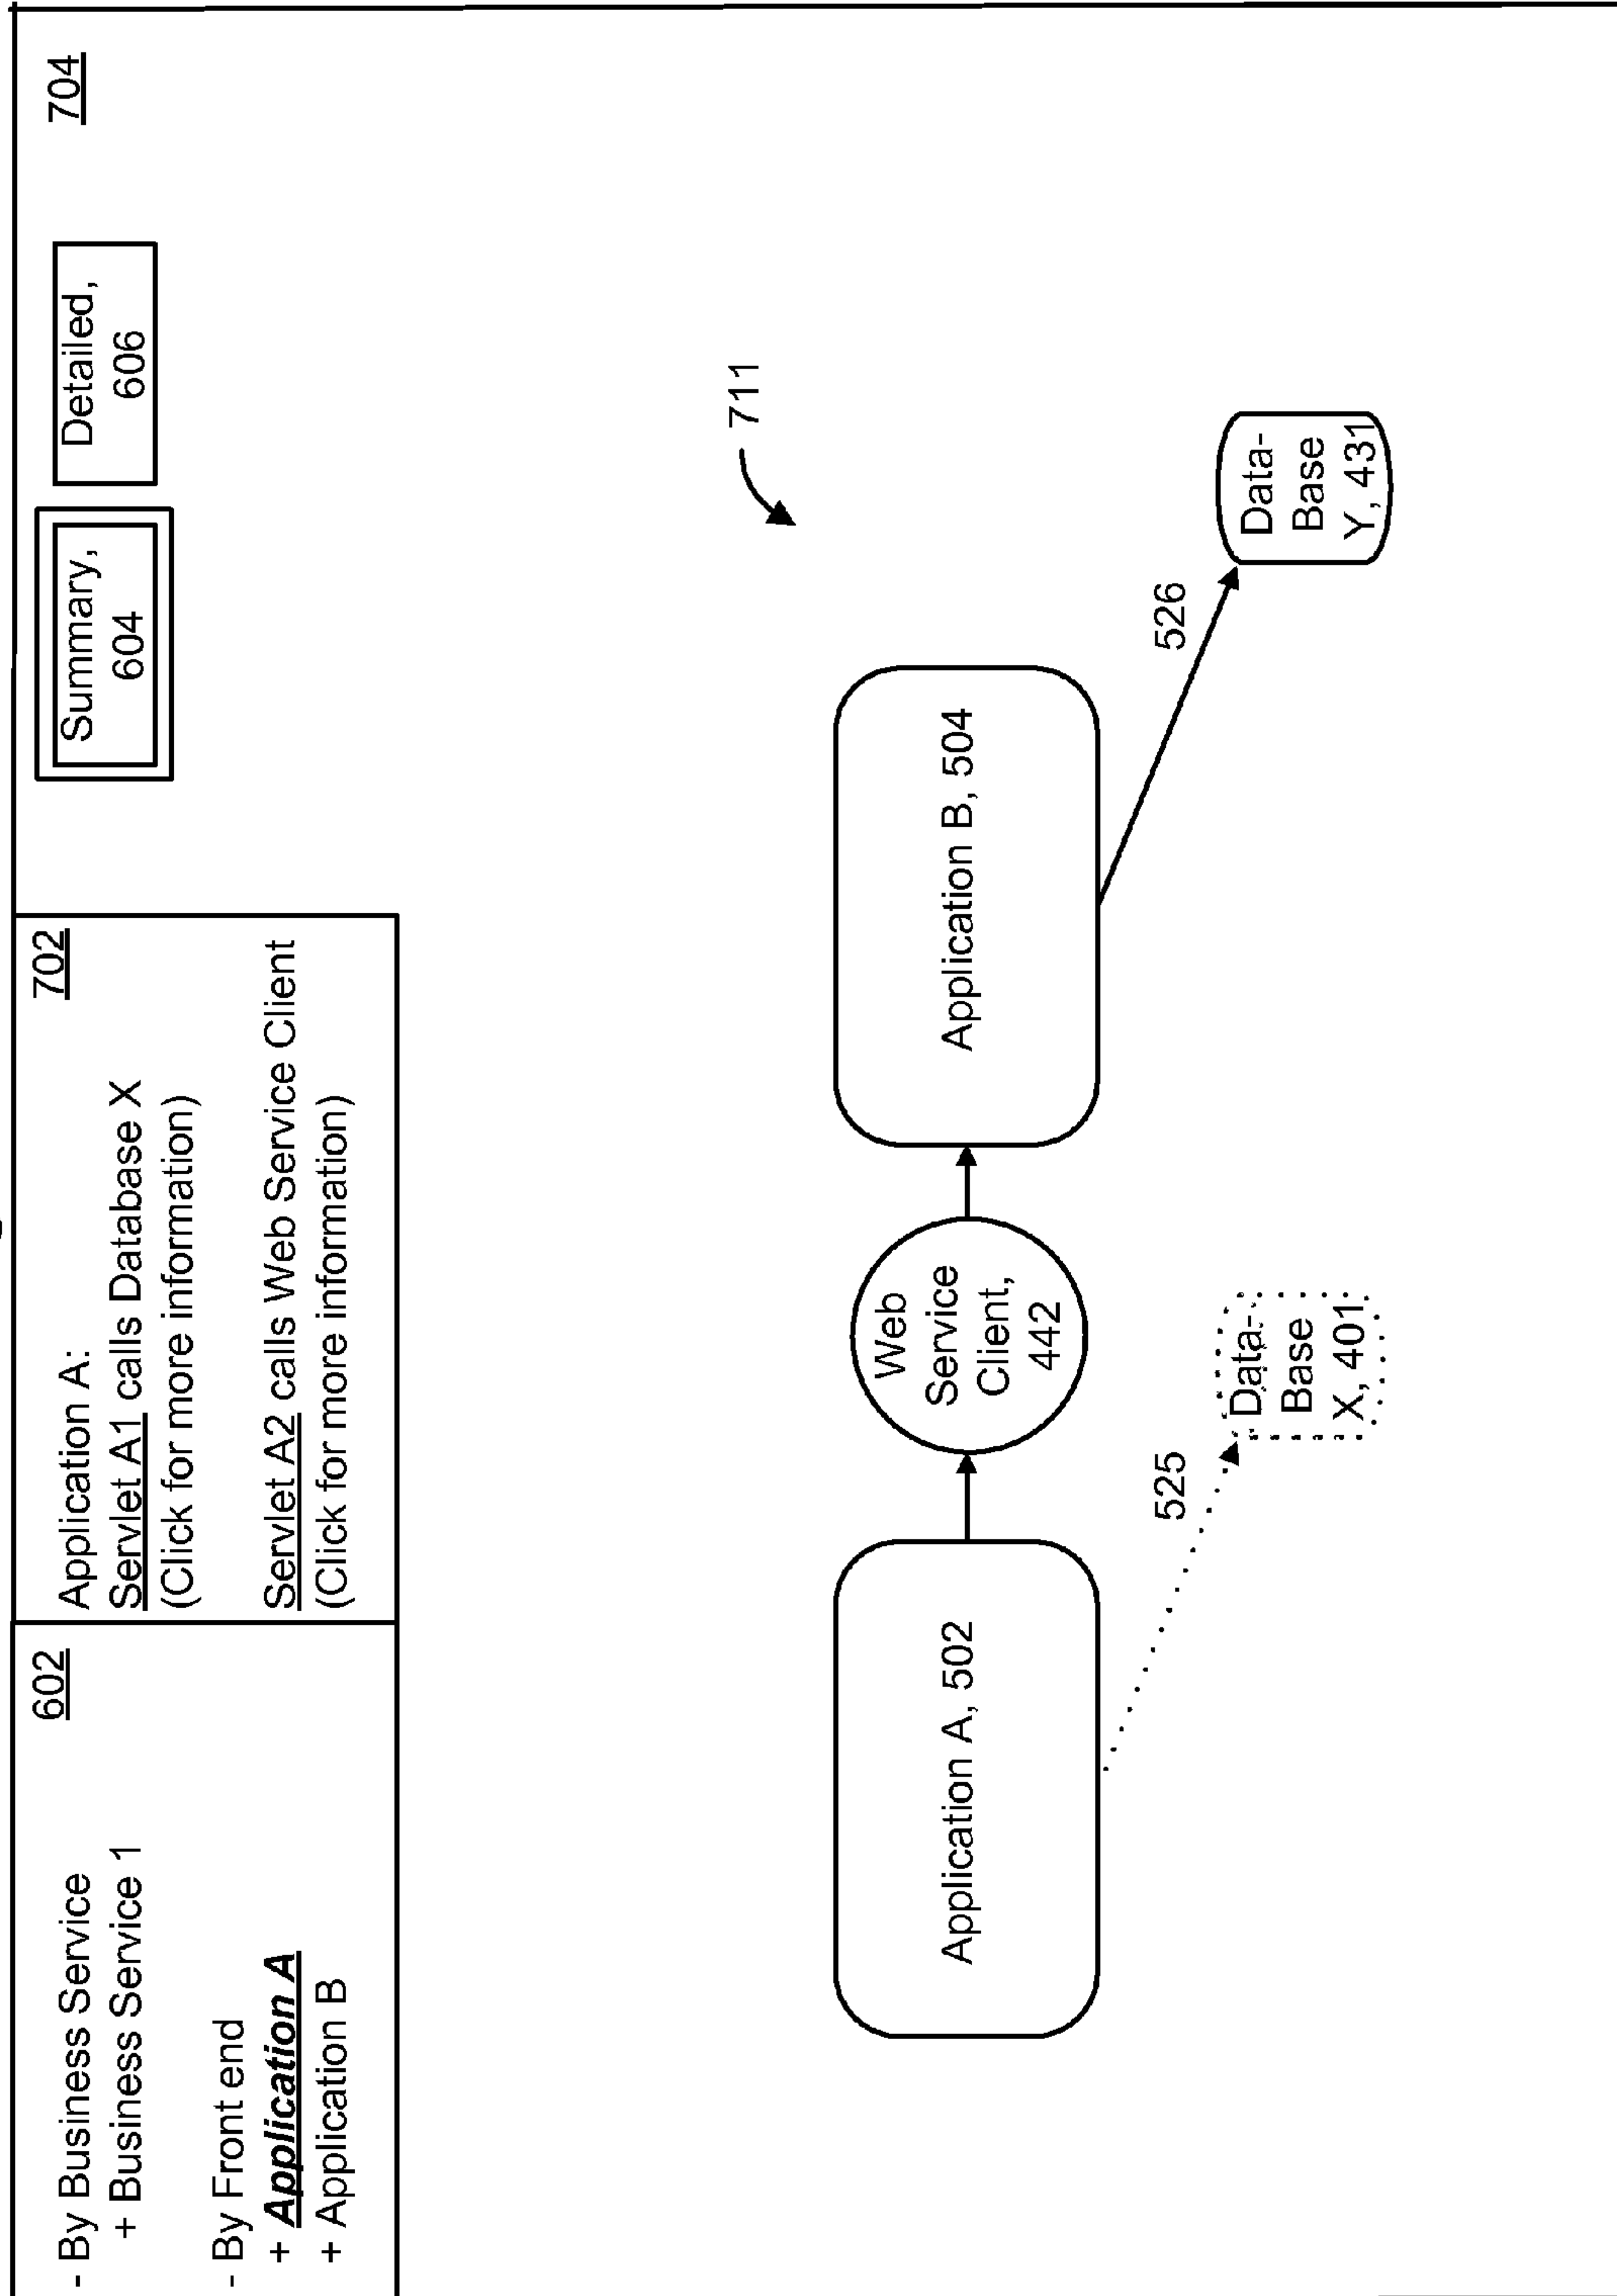 602
- By Business Service
+ Business Service 1
- By Front end
+ Application A
+ Application B
702
Application A:
Servlet A1 calls Database X
(Click for more information)
Servlet A2 calls Web Service Client
(Click for more information)
Summary,
604
Detailed,
606
704
711
Application A, 502
Web
Service
Client,
442
Application B, 504
525
Data-
Base
X, 401
526
Data-
Base
Y, 431